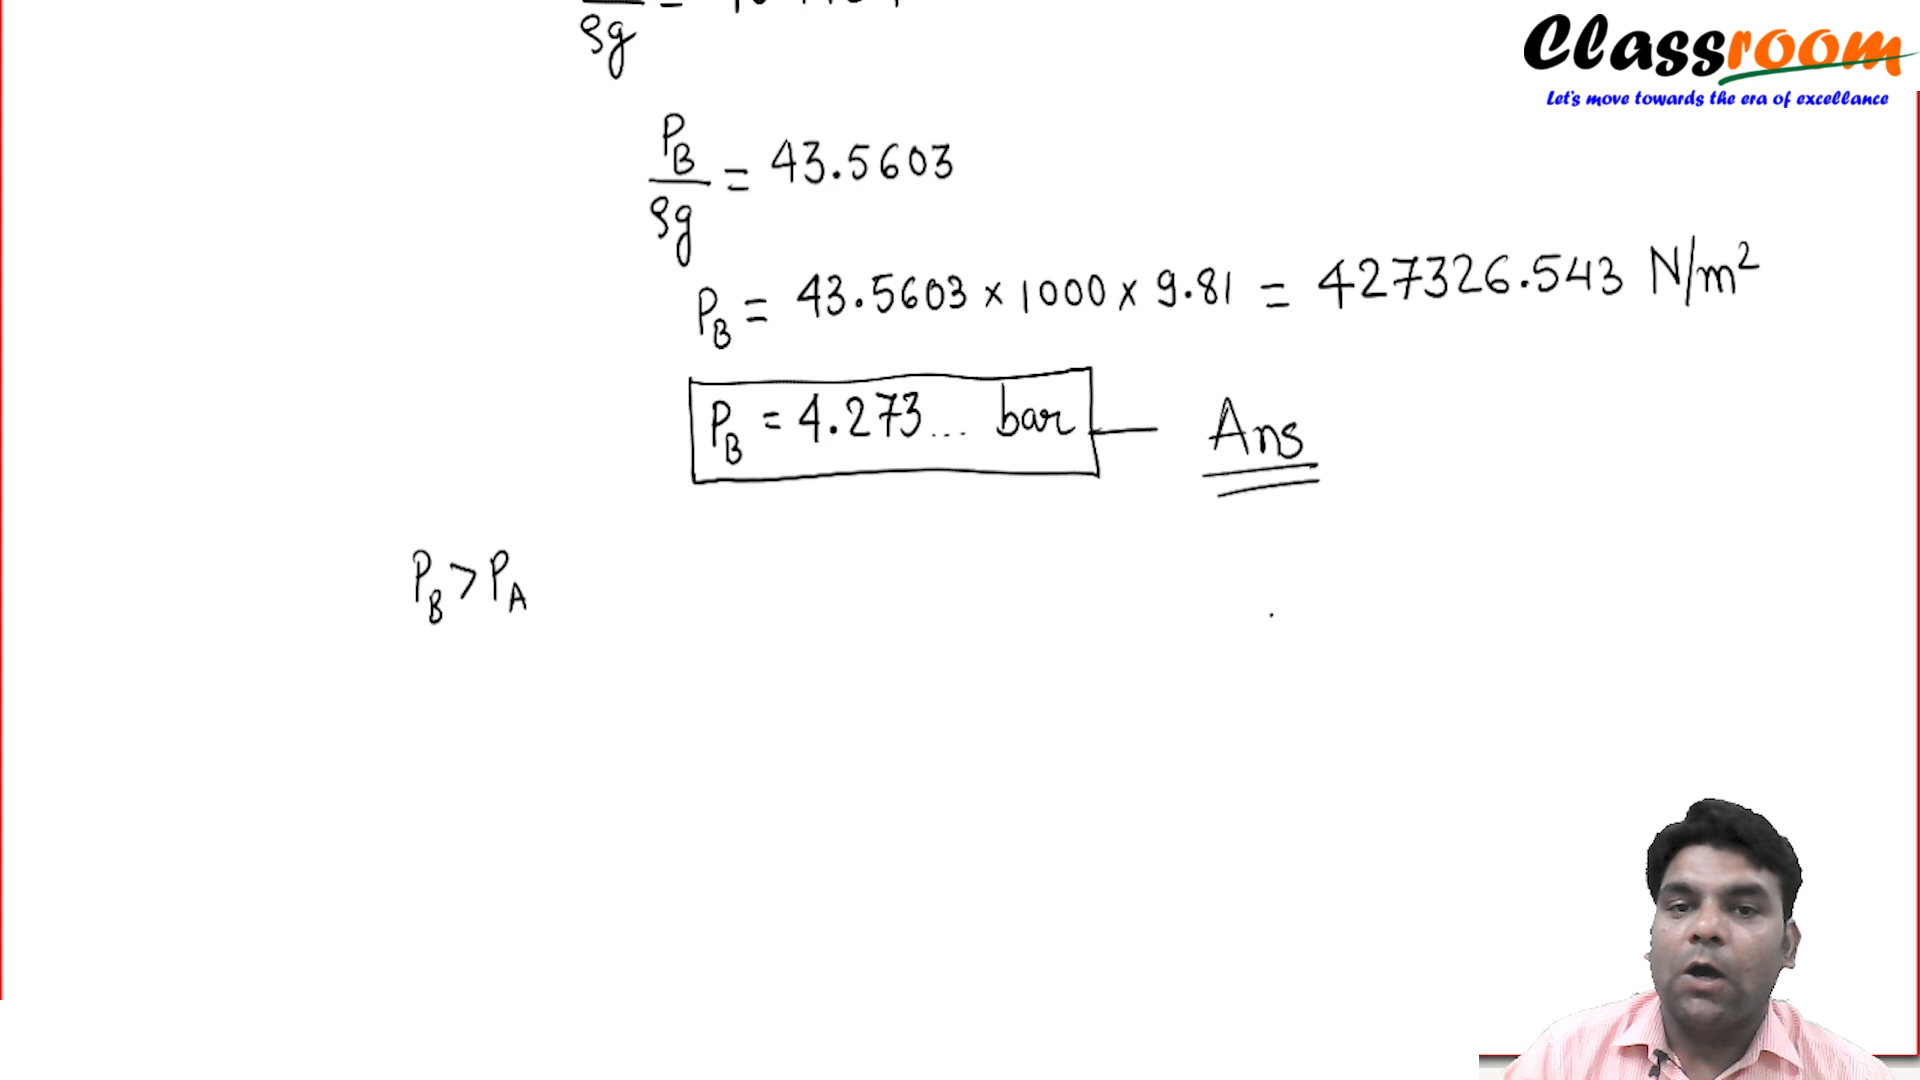 ρg
Classroom
Let's move towards the era of excellance
P_B
— = 43.5603
ρg
P_B = 43.5603 × 1000 × 9.81 = 427326.543 N/m²
P_B = 4.273... bar — Ans
P_B > P_A